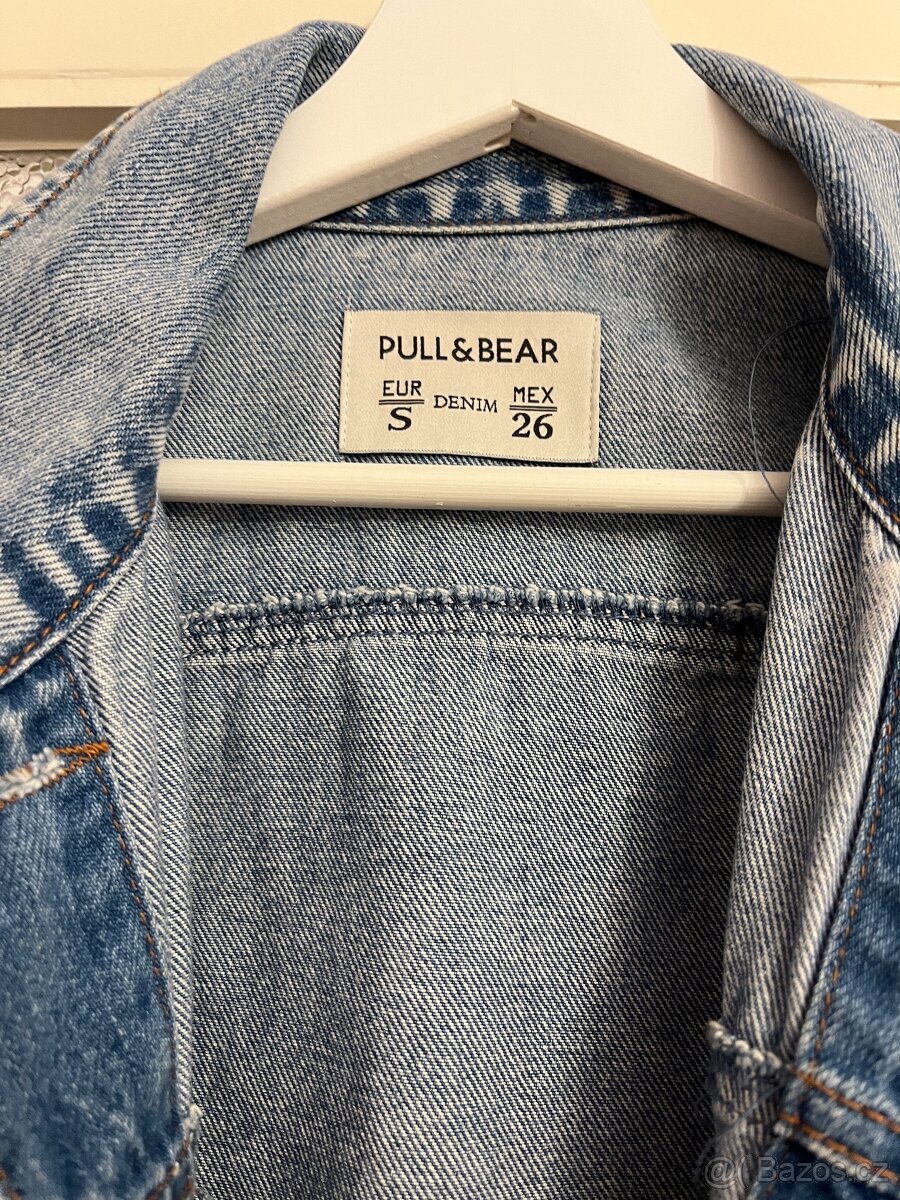 PULL&BEAR
EUR DENIM MEX
S 26
@ Bazos.cz